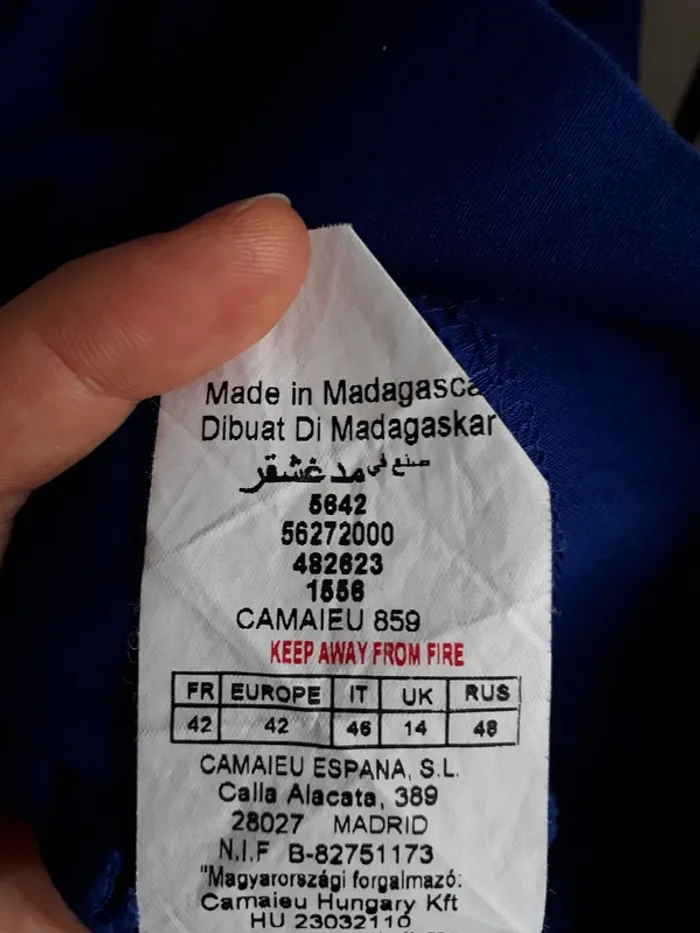 Made in Madagasca
Dibuat Di Madagaskar
صنع في مدغشقر
5642
56272000
482623
1556
CAMAIEU 859
KEEP AWAY FROM FIRE
FR EUROPE IT UK RUS
42 42 46 14 48
CAMAIEU ESPANA, S.L.
Calla Alacata, 389
28027 MADRID
N.I.F B-82751173
"Magyarországi forgalmazó:
Camaieu Hungary Kft
HU 23032110